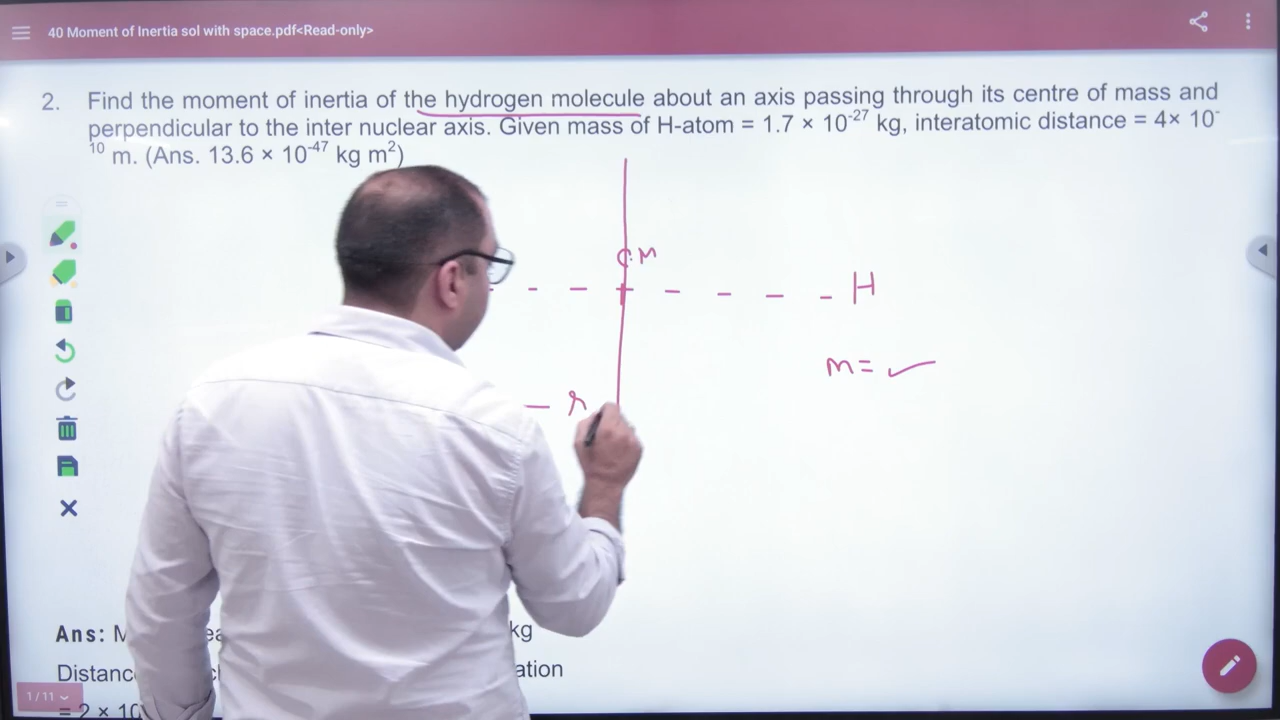 40 Moment of Inertia sol with space.pdf<Read-only>
2. Find the moment of inertia of the hydrogen molecule about an axis passing through its centre of mass and
perpendicular to the inter nuclear axis. Given mass of H-atom = 1.7 × 10⁻²⁷ kg, interatomic distance = 4× 10⁻
¹⁰ m. (Ans. 13.6 × 10⁻⁴⁷ kg m²)
C.M
H
m = ✓
r
Ans: kg
ation
1/11
= 2 × 10